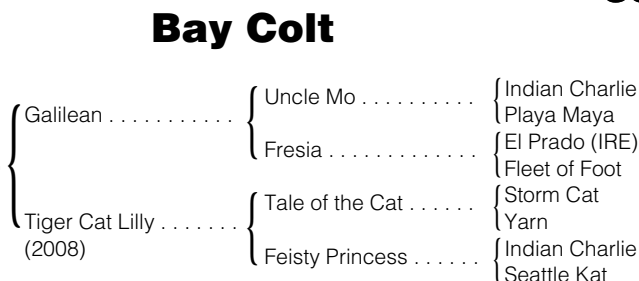 Bay Colt
Indian Charlie
Uncle Mo . . . . . . . . . .
Playa Maya
Galilean . . . . . . . . . . .
El Prado (IRE)
Fresia . . . . . . . . . . . . .
Fleet of Foot
Storm Cat
Tale of the Cat . . . . . .
Yarn
Tiger Cat Lilly . . . . . . .
(2008)
Indian Charlie
Feisty Princess . . . . . .
Seattle Kat